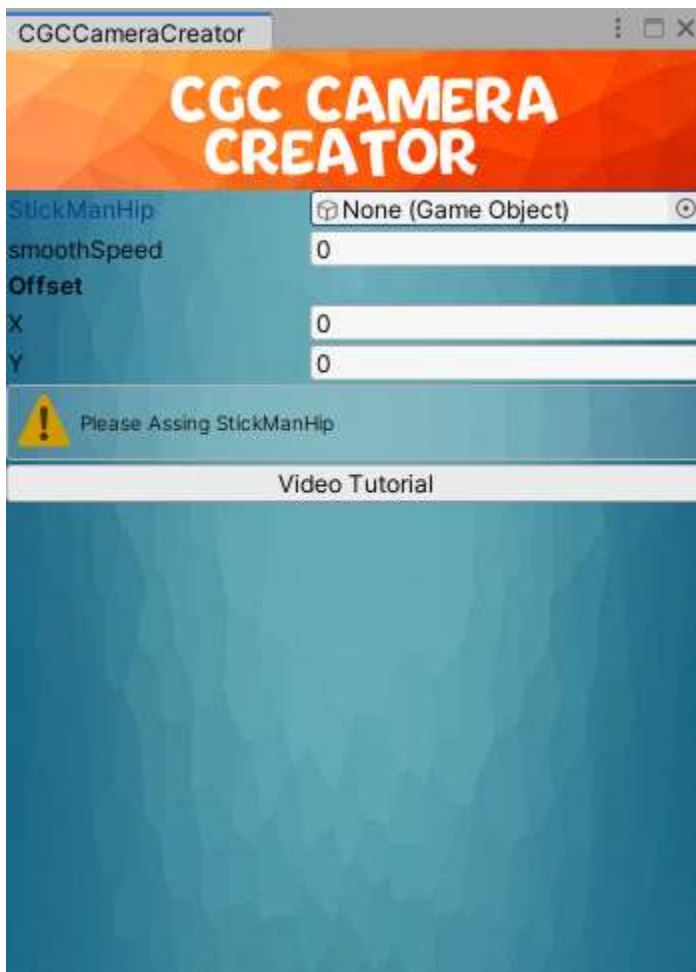 CGCCameraCreator
CGC CAMERA
CREATOR
StickManHip None (Game Object)
smoothSpeed 0
Offset
X 0
Y 0
Please Assing StickManHip
Video Tutorial